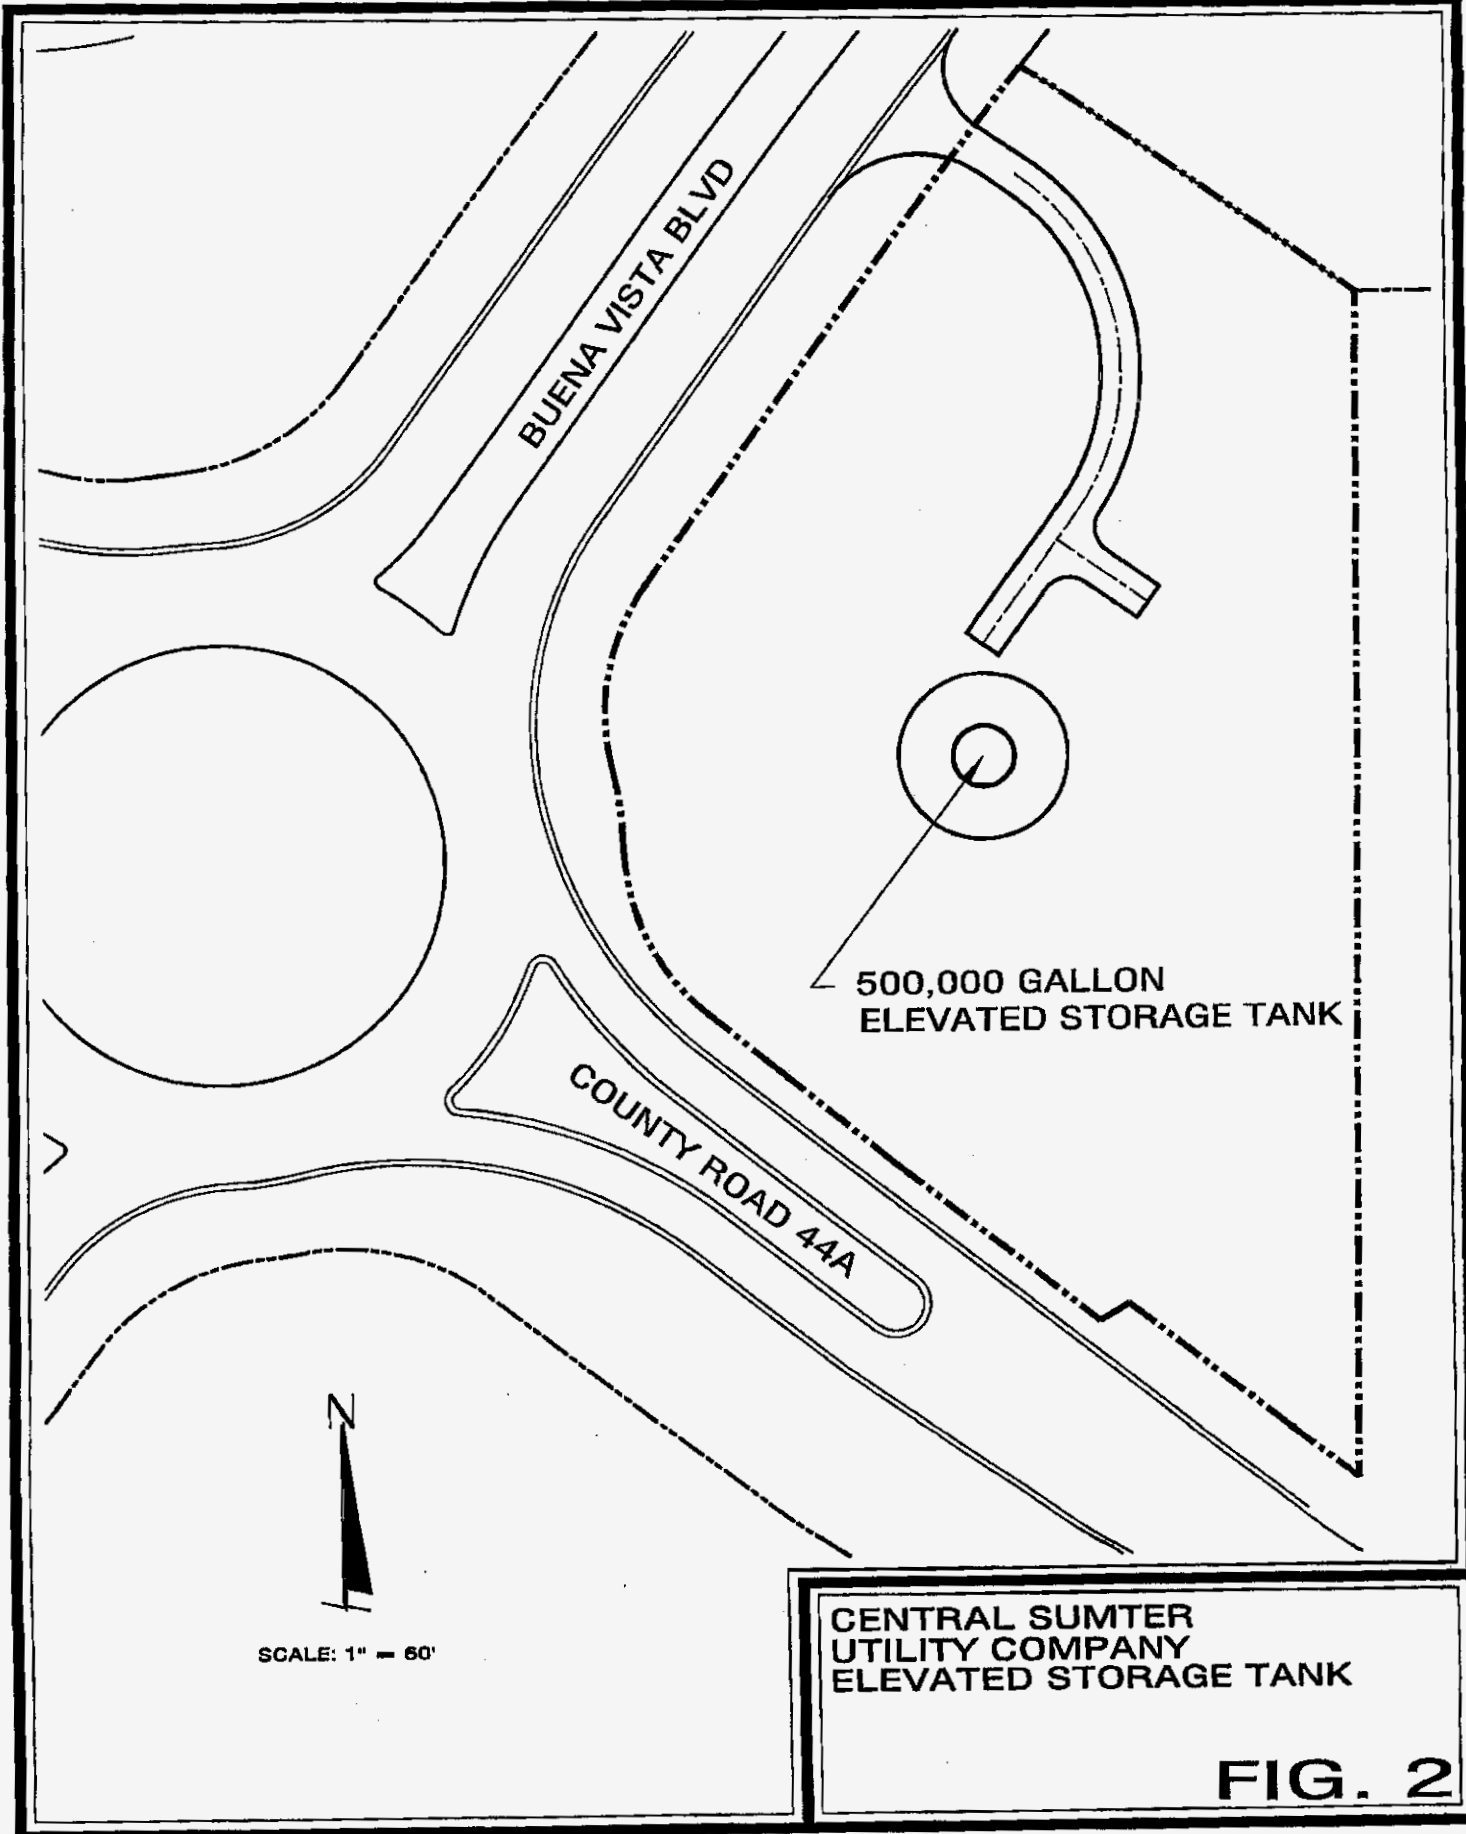 BUENA VISTA BLVD
500,000 GALLON
ELEVATED STORAGE TANK
COUNTY ROAD 44A
N
SCALE: 1" = 60'
CENTRAL SUMTER
UTILITY COMPANY
ELEVATED STORAGE TANK
FIG. 2